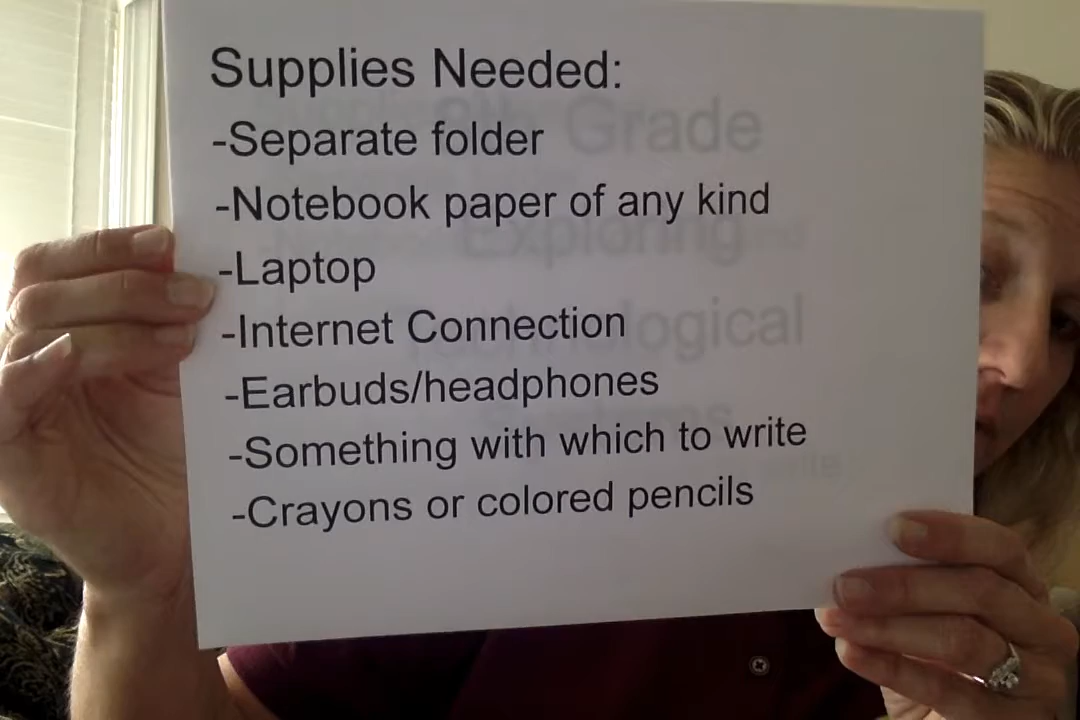 Supplies Needed:
-Separate folder
-Notebook paper of any kind
-Laptop
-Internet Connection
-Earbuds/headphones
-Something with which to write
-Crayons or colored pencils